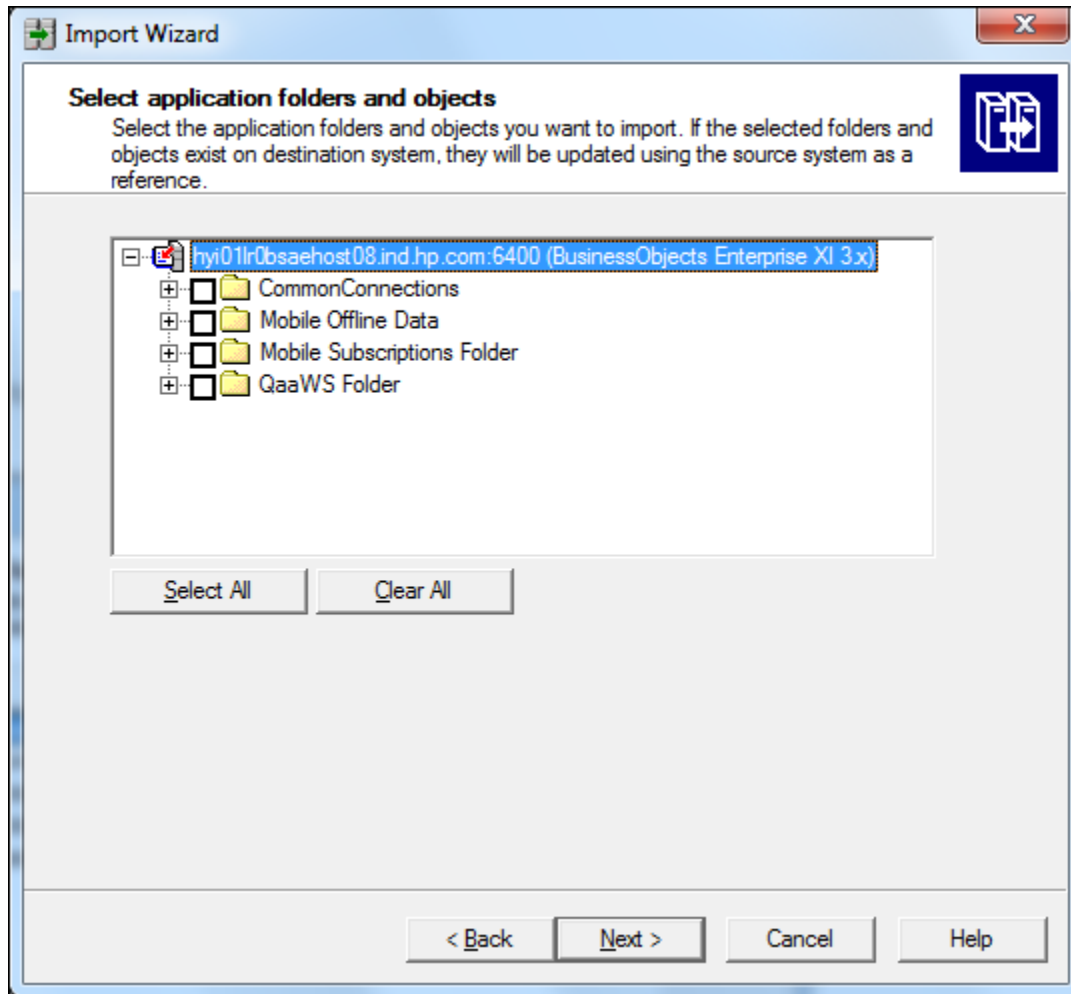 Import Wizard
Select application folders and objects
Select the application folders and objects you want to import. If the selected folders and
objects exist on destination system, they will be updated using the source system as a
reference.
hyi01lr0bsaehost08.ind.hp.com:6400 (BusinessObjects Enterprise XI 3.x)
CommonConnections
Mobile Offline Data
Mobile Subscriptions Folder
QaaWS Folder
Select All
Clear All
< Back
Next >
Cancel
Help